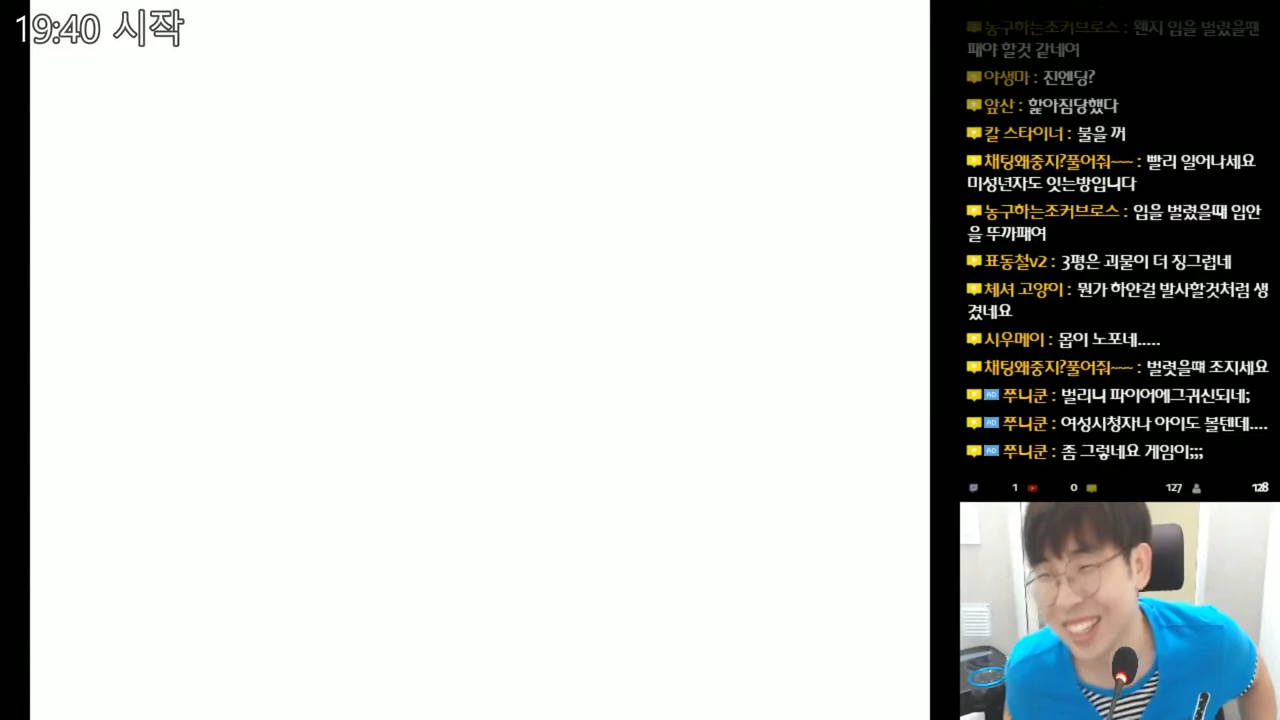 19:40 시작
농구하는조커브로스 : 웬지 입을 벌렸을땐
패야 할것 같네여
야생마 : 진엔딩?
앞산 : 핥아짐당했다
칼 스타이너 : 불을 꺼
채팅왜중지?풀어줘~~~ : 빨리 일어나세요
미성년자도 잇는방입니다
농구하는조커브로스 : 입을 벌렸을때 입안
을 뚜까패여
표동철v2 : 3평은 괴물이 더 징그럽네
체셔 고양이 : 뭔가 하얀걸 발사할것처럼 생
겼네요
시우메이 : 몹이 노포네.....
채팅왜중지?풀어줘~~~ : 벌렷을때 조지세요
AD 쭈니쿤 : 벌리니 파이어에그귀신되네;
AD 쭈니쿤 : 여성시청자나 아이도 볼텐데....
AD 쭈니쿤 : 좀 그렇네요 게임이;;;
1 0 127 128